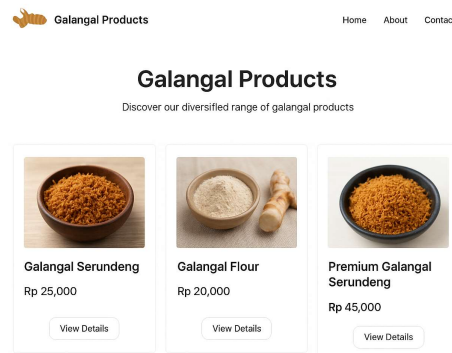 Galangal Products
Home About
Galangal Products
Discover our diversified range of galangal products
Galangal Serundeng
Rp 25,000
View Details
Galangal Flour
Rp 20,000
View Details
Premium Galangal
Serundeng
Rp 45,000
View Details